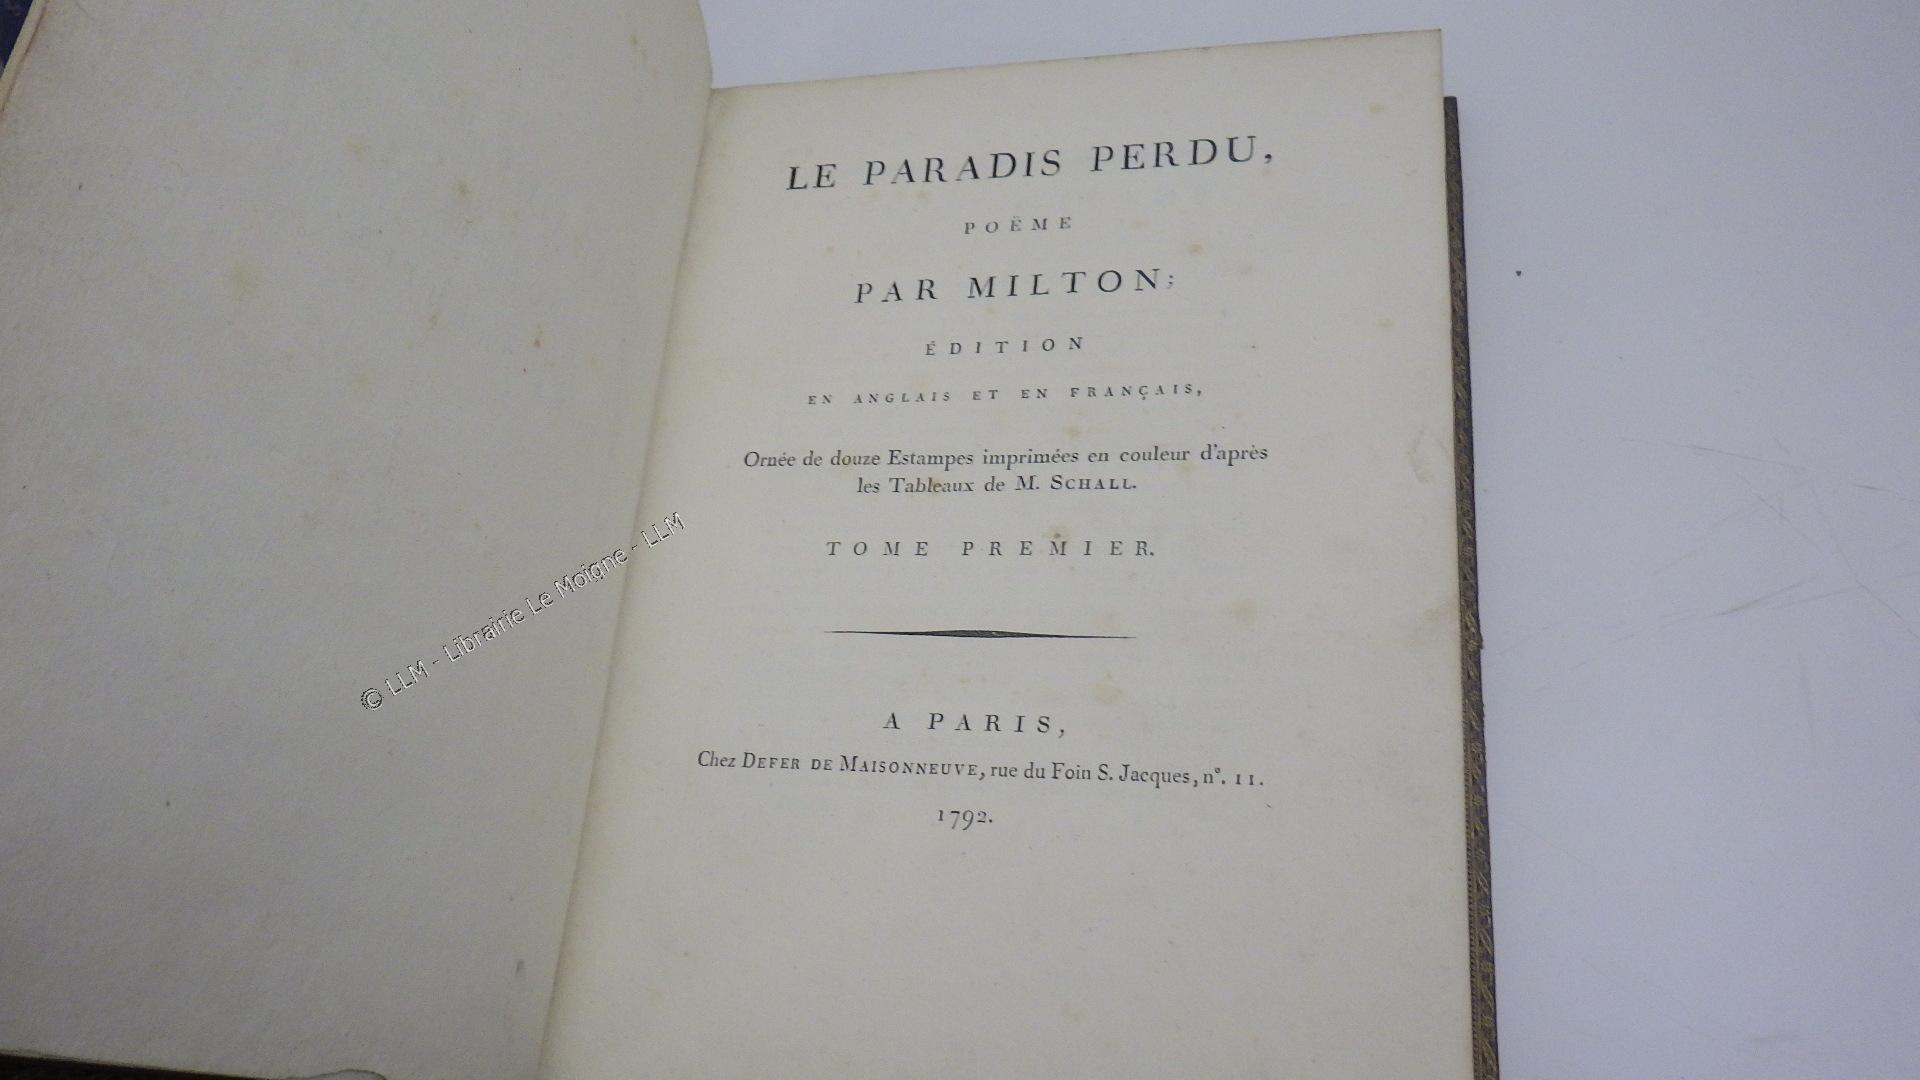 LE PARADIS PERDU,
POËME
PAR MILTON;
ÉDITION
EN ANGLAIS ET EN FRANÇAIS,
Ornée de douze Estampes imprimées en couleur d'après
les Tableaux de M. SCHALL.
TOME PREMIER.
A PARIS,
Chez DEFER DE MAISONNEUVE, rue du Foin S. Jacques, n°. 11.
1792.
© LLM - Librairie Le Moigne - LLM